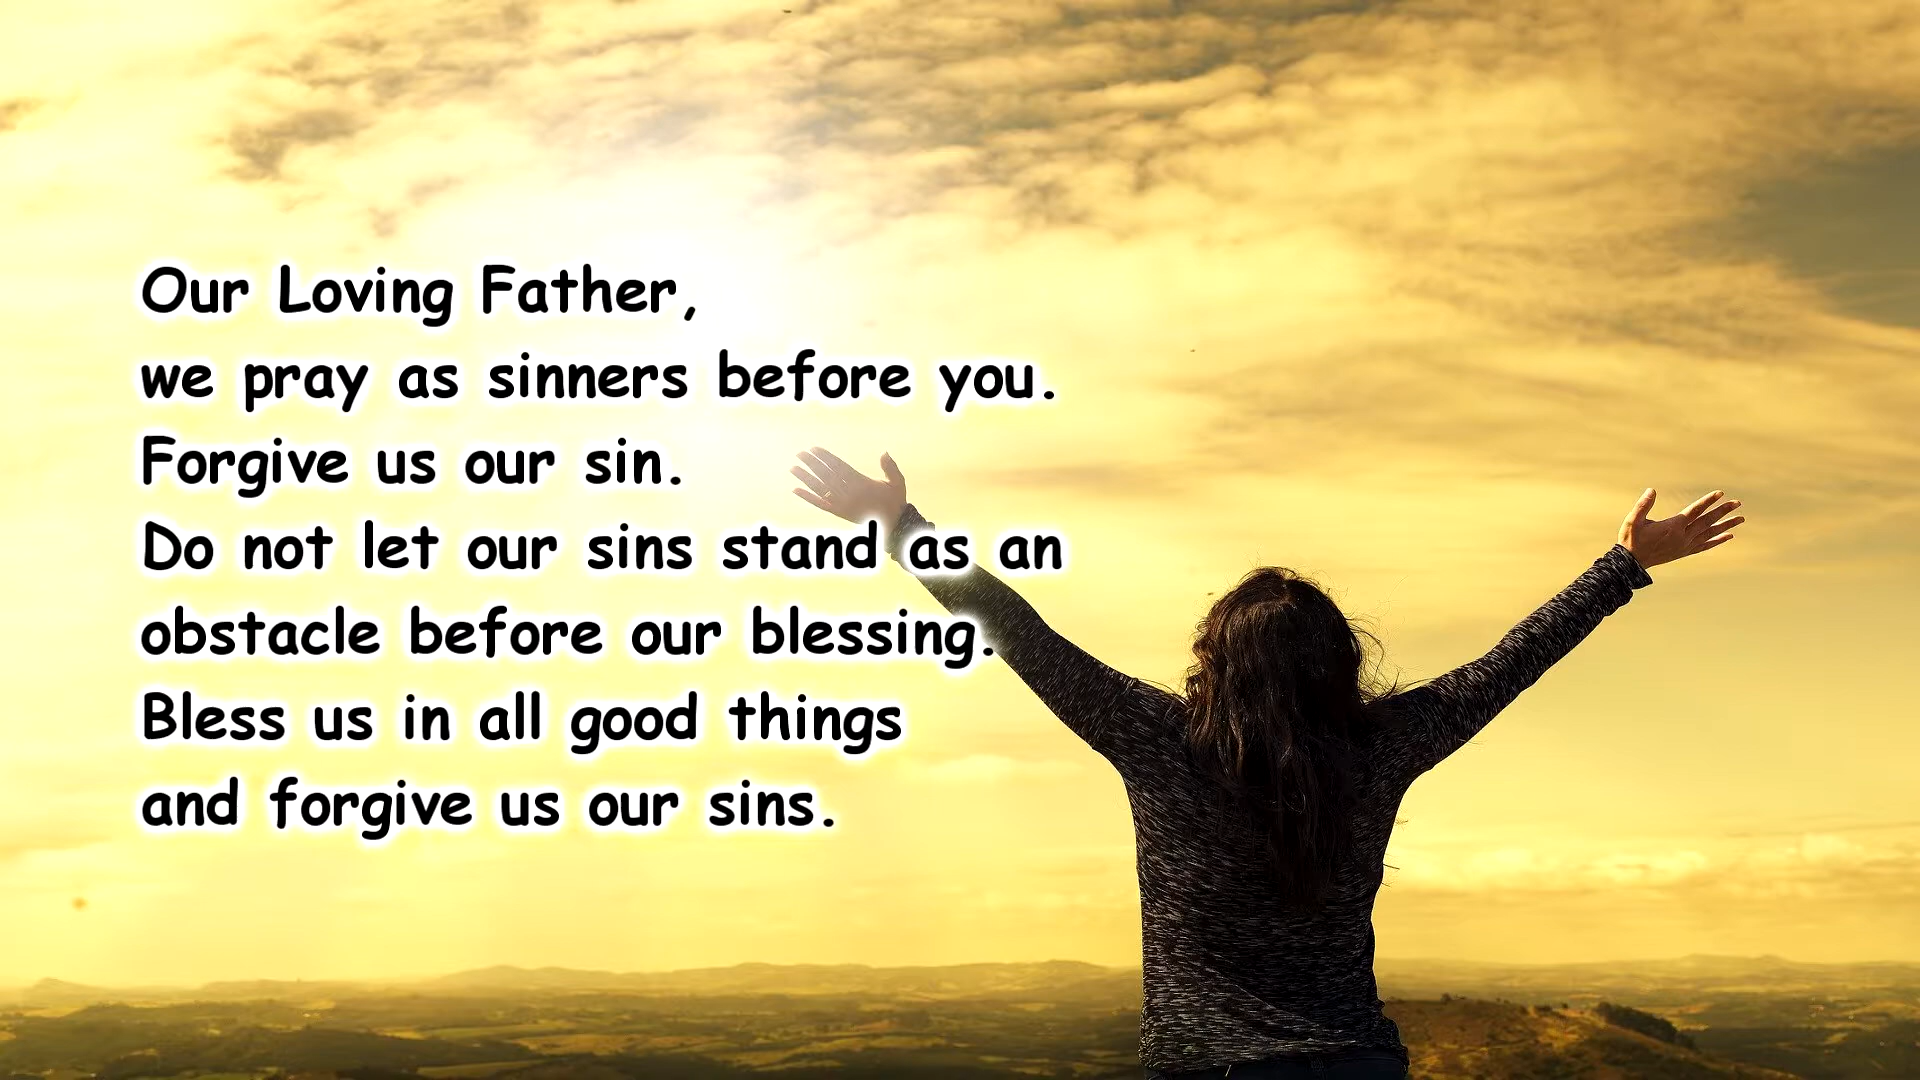 Our Loving Father,
we pray as sinners before you.
Forgive us our sin.
Do not let our sins stand as an
obstacle before our blessing.
Bless us in all good things
and forgive us our sins.